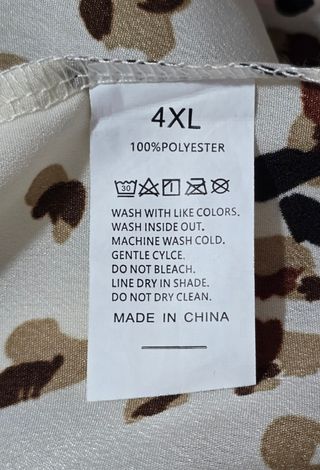 4XL
100%POLYESTER
30
WASH WITH LIKE COLORS.
WASH INSIDE OUT.
MACHINE WASH COLD.
GENTLE CYLCE.
DO NOT BLEACH.
LINE DRY IN SHADE.
DO NOT DRY CLEAN.
MADE IN CHINA